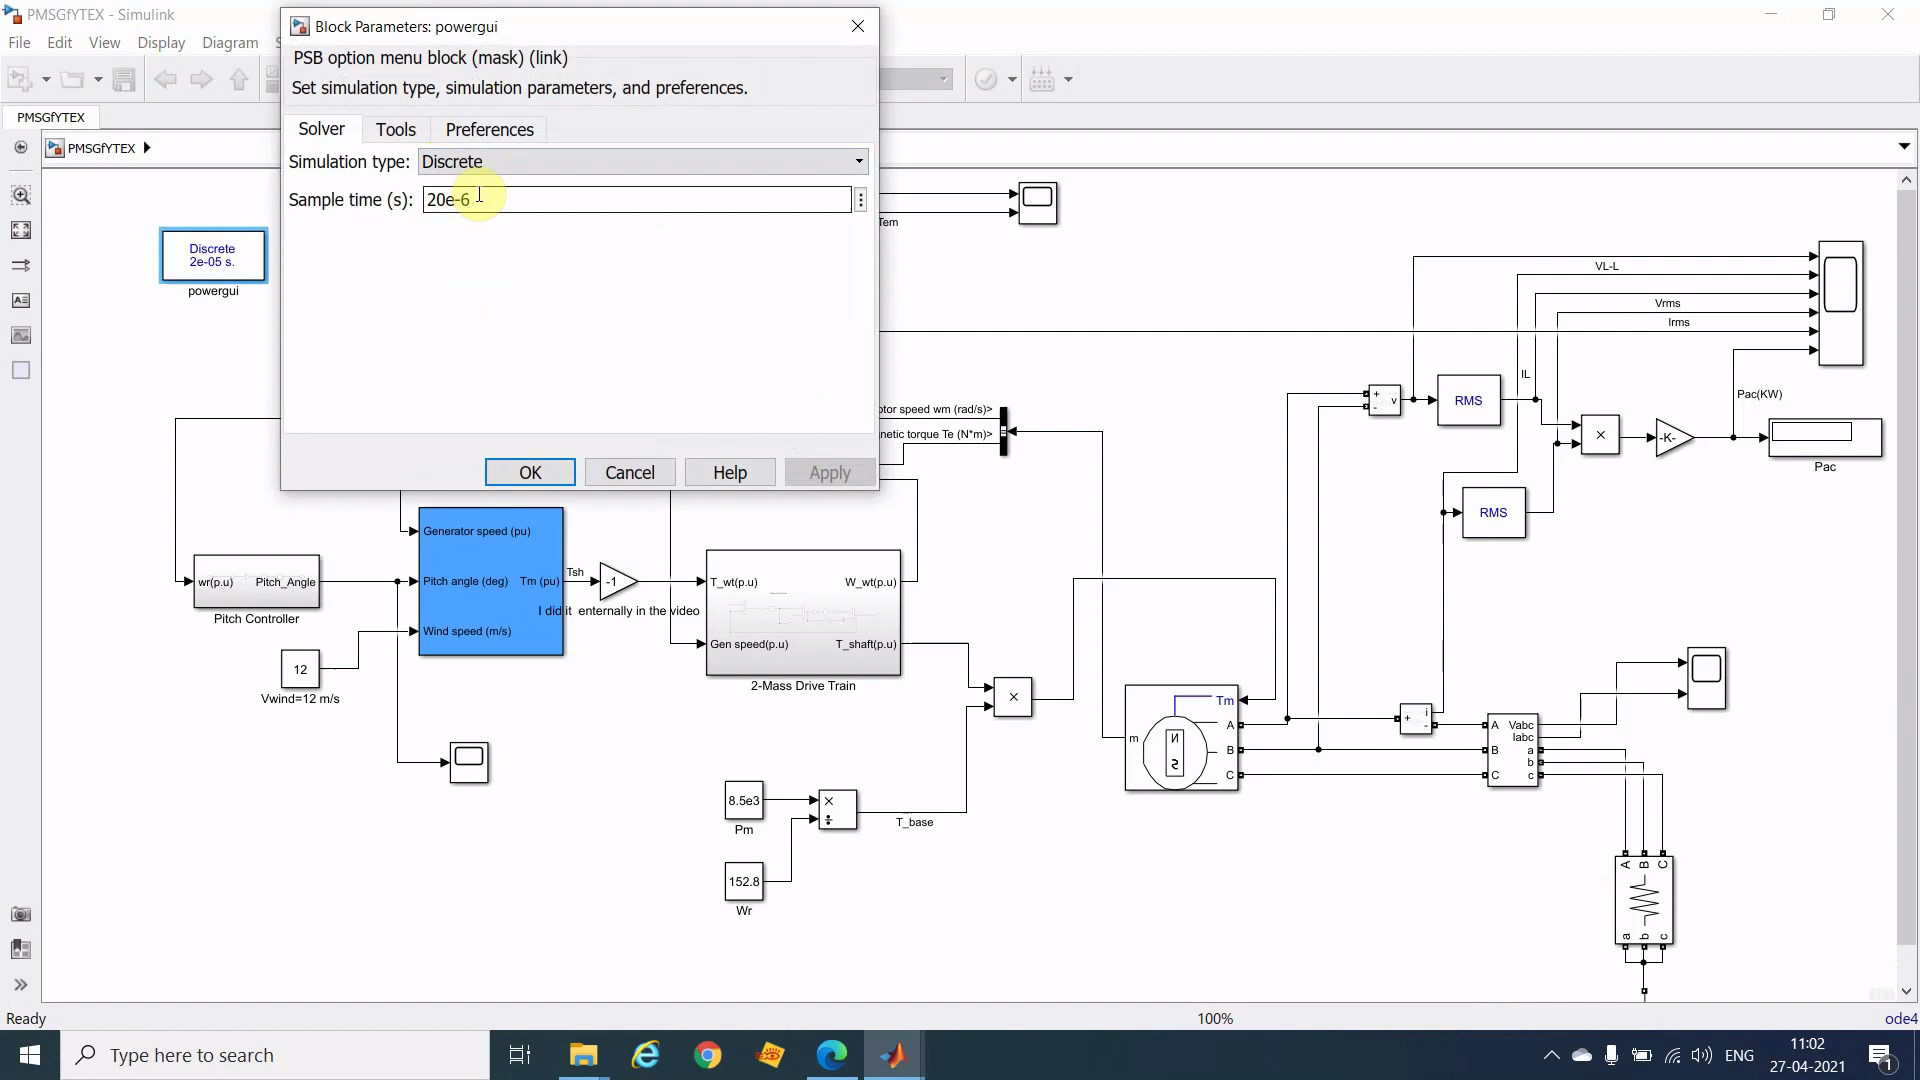 PMSGfYTEX - Simulink
File Edit View Display Diagram
Block Parameters: powergui
PSB option menu block (mask) (link)
Set simulation type, simulation parameters, and preferences.
Solver Tools Preferences
Simulation type: Discrete
Sample time (s): 20e-6
OK Cancel Help Apply
PMSGfYTEX
PMSGfYTEX
Discrete
2e-05 s.
powergui
Tem
VL-L
Vrms
Irms
IL
Pac(KW)
otor speed wm (rad/s)>
netic torque Te (N*m)>
+
-
v
RMS
×
-K-
Pac
RMS
wr(p.u) Pitch_Angle
Pitch Controller
12
Vwind=12 m/s
Generator speed (pu)
Pitch angle (deg) Tm (pu)
Wind speed (m/s)
Tsh
-1
I did it enternally in the video
T_wt(p.u) W_wt(p.u)
Gen speed(p.u) T_shaft(p.u)
2-Mass Drive Train
×
8.5e3
Pm
×
÷
T_base
152.8
Wr
Tm
m
N
A
B
C
+
i
-
A Vabc
Iabc
B a
b
C c
A B C
a b c
Ready 100% ode4
Type here to search
ENG
11:02
27-04-2021
1